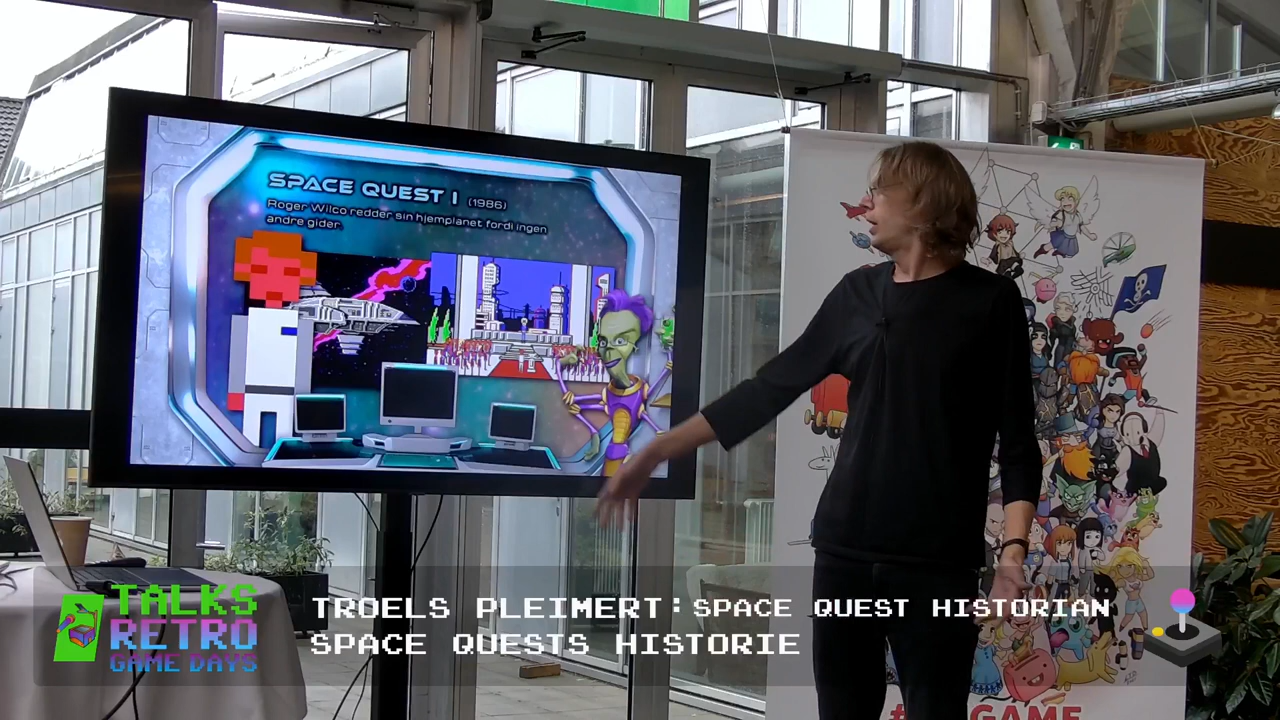 SPACE QUEST I (1986)
Roger Wilco redder sin hjemplanet fordi ingen
andre gider
TALKS
RETRO
GAME DAYS
TROELS PLEIMERT: SPACE QUEST HISTORIAN
SPACE QUESTS HISTORIE
GAME